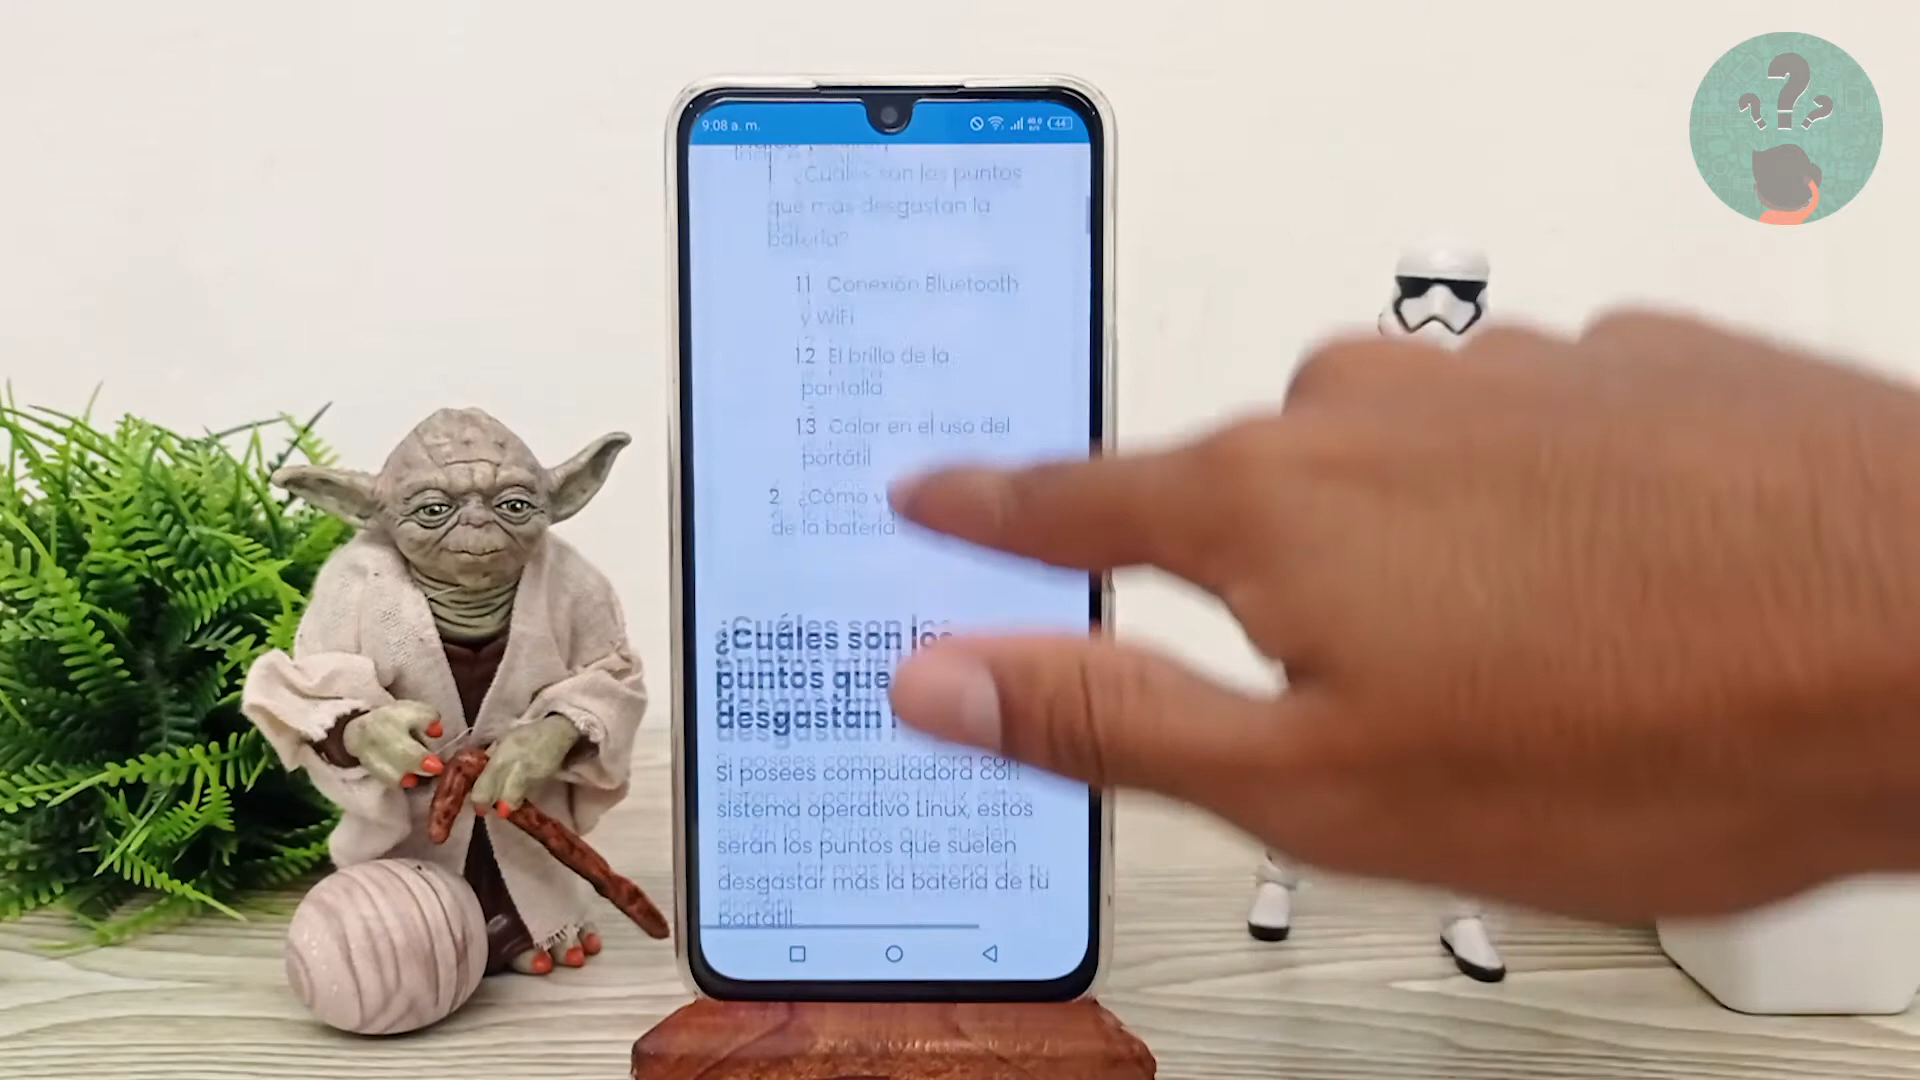 9:08 a. m.
44
1 ¿Cuáles son los puntos
que más desgastan la
batería?
1.1 Conexión Bluetooth
y WiFi
1.2 El brillo de la
pantalla
1.3 Calor en el uso del
portátil
2 ¿Cómo
de la batería
¿Cuáles son los
puntos que
desgastan
Si posees computadora con
sistema operativo Linux, estos
serán los puntos que suelen
desgastar más la batería de tu
portátil.